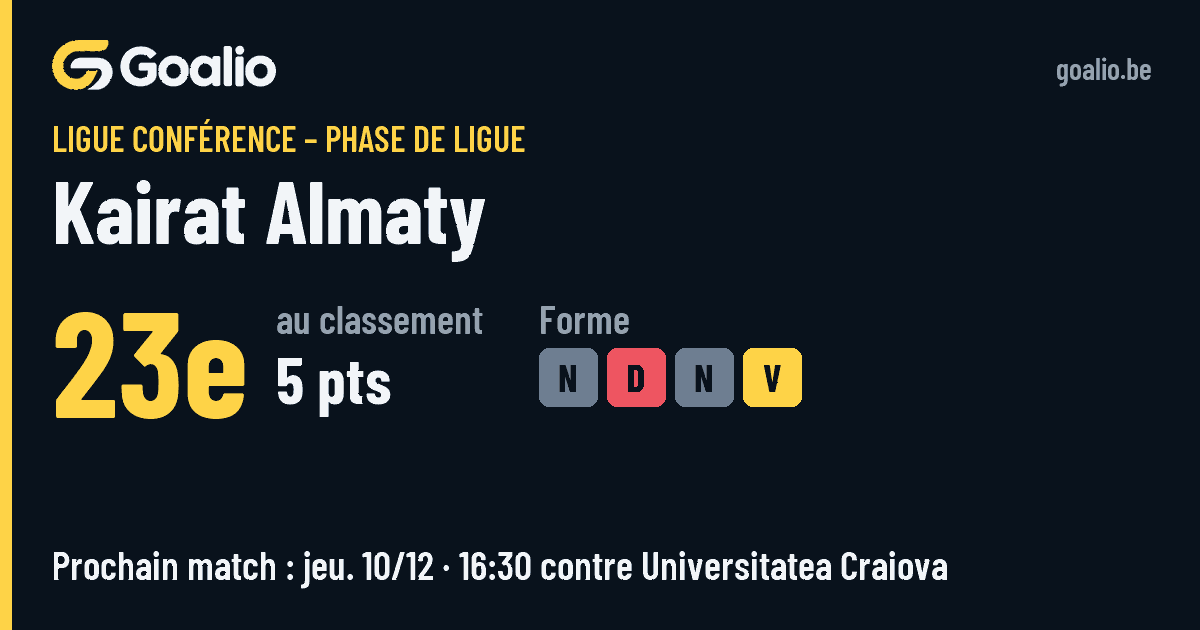 Goalio
goalio.be
LIGUE CONFÉRENCE – PHASE DE LIGUE
Kairat Almaty
23e
au classement
5 pts
Forme
N D N V
Prochain match : jeu. 10/12 · 16:30 contre Universitatea Craiova